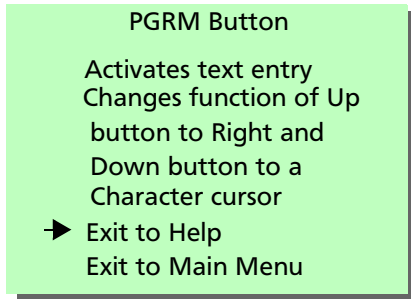 PGRM Button
Activates text entry
Changes function of Up
button to Right and
Down button to a
Character cursor
Exit to Help
Exit to Main Menu